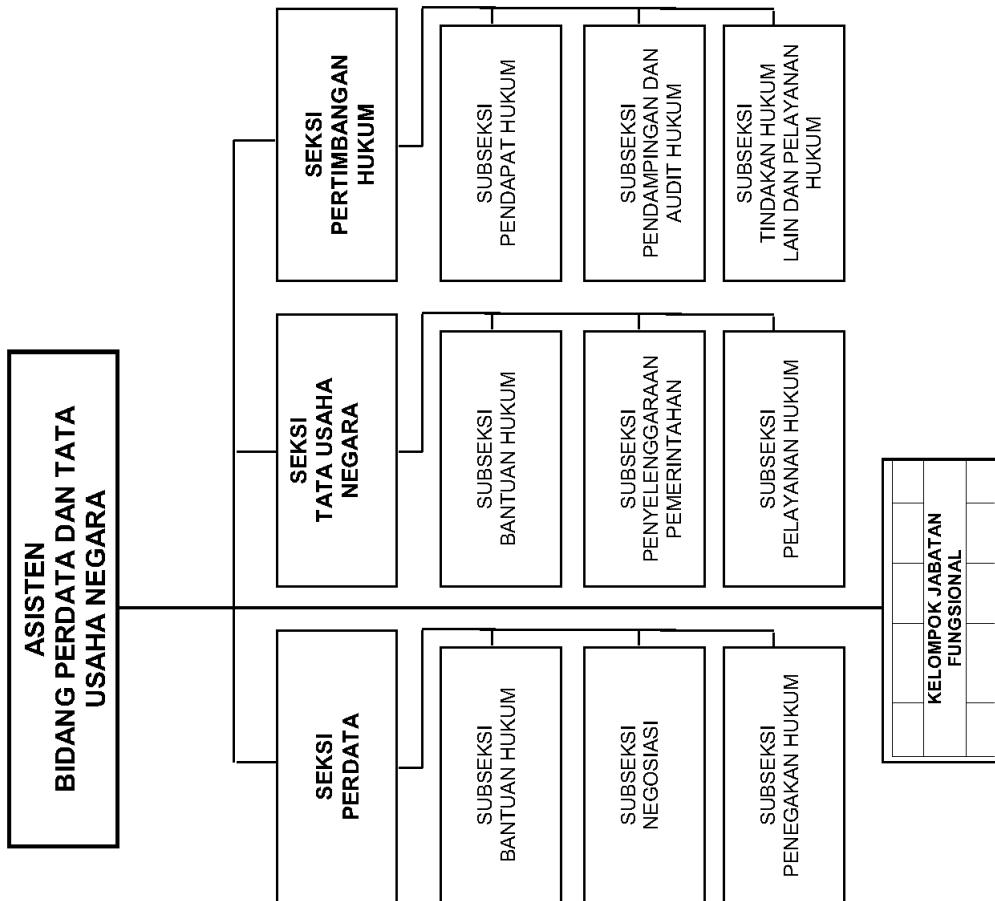 ASISTEN
BIDANG PERDATA DAN TATA
USAHA NEGARA
SEKSI
PERDATA
SEKSI
TATA USAHA
NEGARA
SEKSI
PERTIMBANGAN
HUKUM
SUBSEKSI
BANTUAN HUKUM
SUBSEKSI
BANTUAN HUKUM
SUBSEKSI
PENDAPAT HUKUM
SUBSEKSI
NEGOSIASI
SUBSEKSI
PENYELENGGARAAN
PEMERINTAHAN
SUBSEKSI
PENDAMPINGAN DAN
AUDIT HUKUM
SUBSEKSI
PENEGAKAN HUKUM
SUBSEKSI
PELAYANAN HUKUM
SUBSEKSI
TINDAKAN HUKUM
LAIN DAN PELAYANAN
HUKUM
KELOMPOK JABATAN
FUNGSIONAL